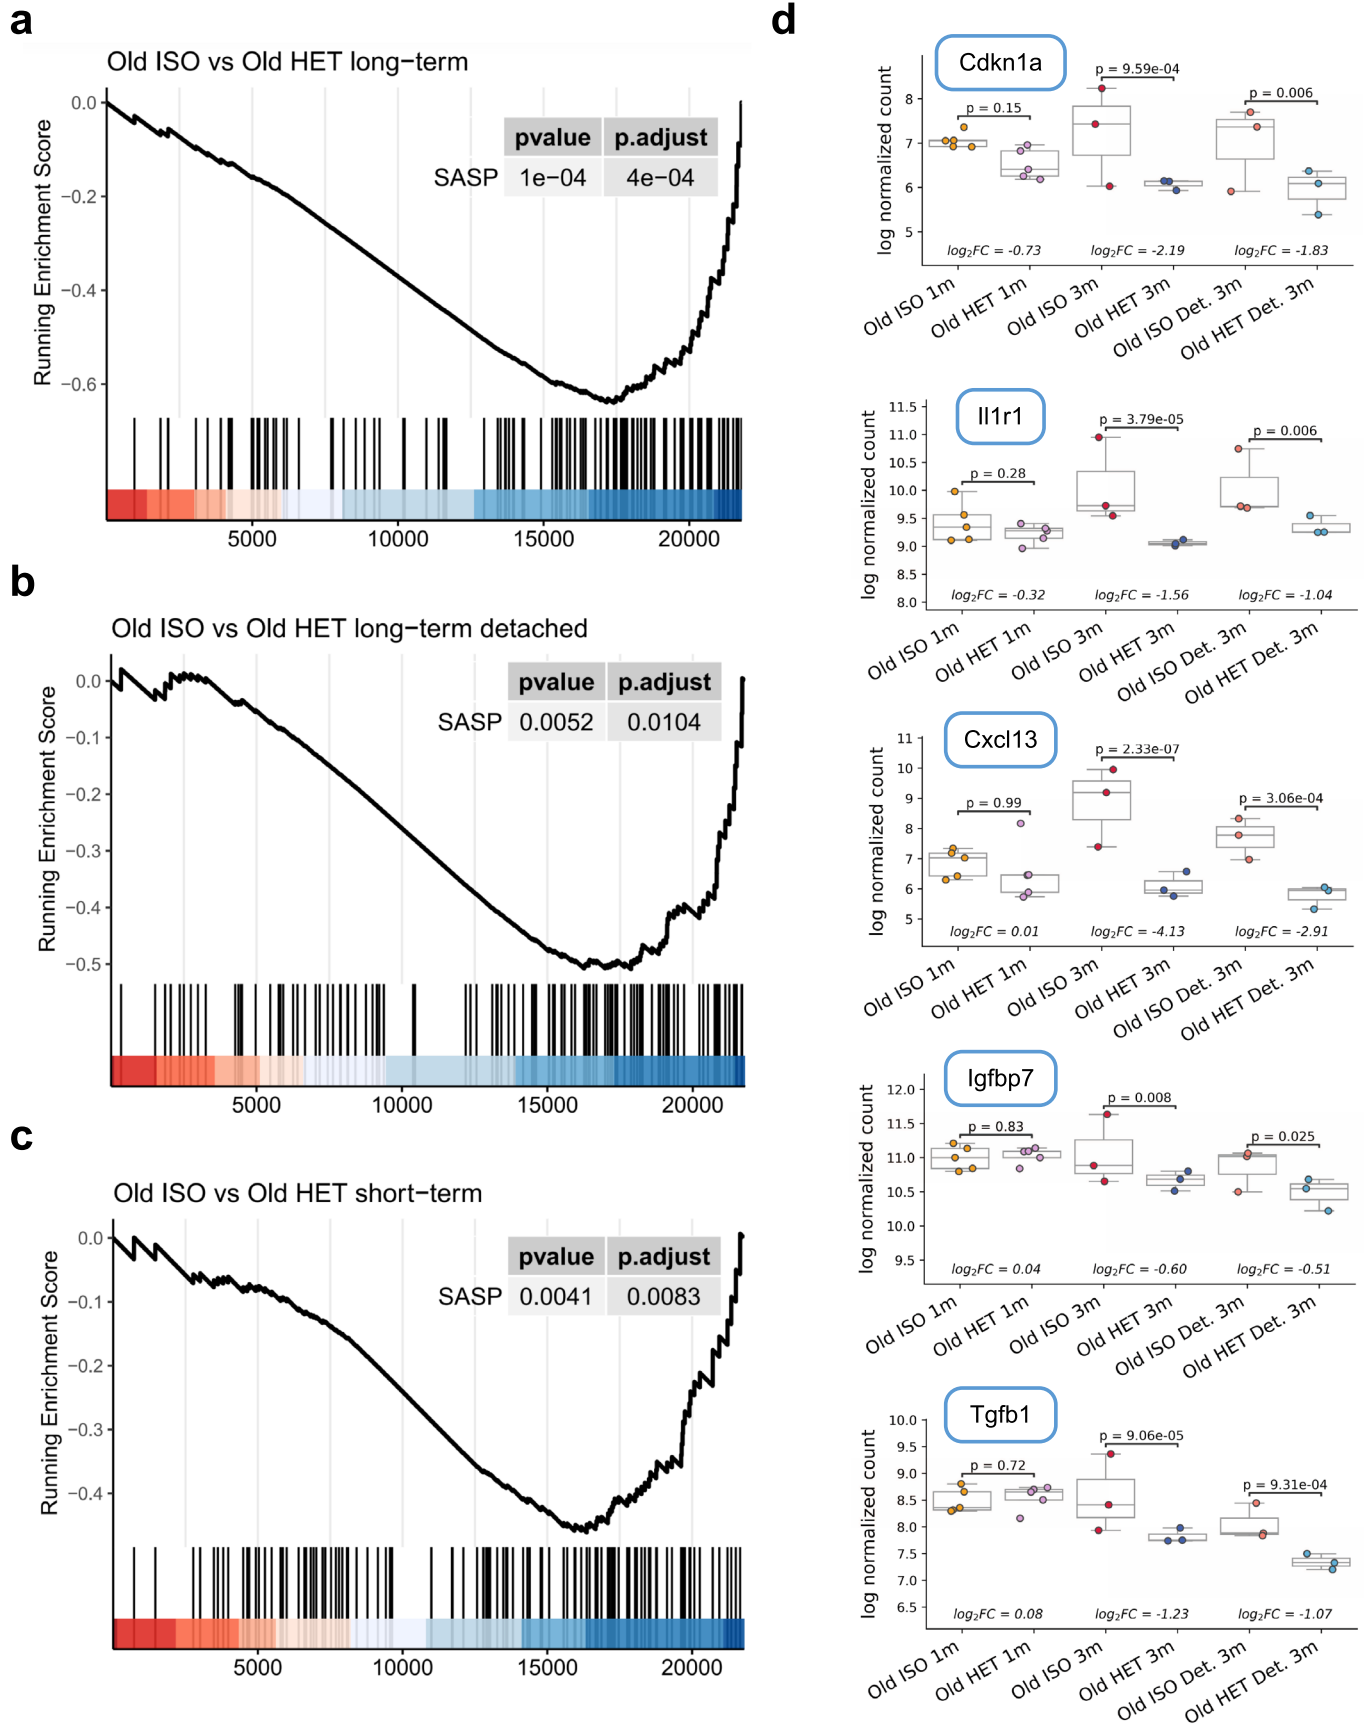 a
Old ISO vs Old HET long−term
Running Enrichment Score
0.0
−0.2
−0.4
−0.6
pvalue p.adjust
SASP 1e−04 4e−04
5000 10000 15000 20000
b
Old ISO vs Old HET long−term detached
Running Enrichment Score
0.0
−0.1
−0.2
−0.3
−0.4
−0.5
pvalue p.adjust
SASP 0.0052 0.0104
5000 10000 15000 20000
c
Old ISO vs Old HET short−term
Running Enrichment Score
0.0
−0.1
−0.2
−0.3
−0.4
pvalue p.adjust
SASP 0.0041 0.0083
5000 10000 15000 20000
d
Cdkn1a
log normalized count
8
7
6
5
p = 0.15
p = 9.59e-04
p = 0.006
log₂FC = -0.73 log₂FC = -2.19 log₂FC = -1.83
Old ISO 1m
Old HET 1m
Old ISO 3m
Old HET 3m
Old ISO Det. 3m
Old HET Det. 3m
Il1r1
log normalized count
11.5
11.0
10.5
10.0
9.5
9.0
8.5
8.0
p = 0.28
p = 3.79e-05
p = 0.006
log₂FC = -0.32 log₂FC = -1.56 log₂FC = -1.04
Old ISO 1m
Old HET 1m
Old ISO 3m
Old HET 3m
Old ISO Det. 3m
Old HET Det. 3m
Cxcl13
log normalized count
11
10
9
8
7
6
5
p = 0.99
p = 2.33e-07
p = 3.06e-04
log₂FC = 0.01 log₂FC = -4.13 log₂FC = -2.91
Old ISO 1m
Old HET 1m
Old ISO 3m
Old HET 3m
Old ISO Det. 3m
Old HET Det. 3m
Igfbp7
log normalized count
12.0
11.5
11.0
10.5
10.0
9.5
p = 0.83
p = 0.008
p = 0.025
log₂FC = 0.04 log₂FC = -0.60 log₂FC = -0.51
Old ISO 1m
Old HET 1m
Old ISO 3m
Old HET 3m
Old ISO Det. 3m
Old HET Det. 3m
Tgfb1
log normalized count
10.0
9.5
9.0
8.5
8.0
7.5
7.0
6.5
p = 0.72
p = 9.06e-05
p = 9.31e-04
log₂FC = 0.08 log₂FC = -1.23 log₂FC = -1.07
Old ISO 1m
Old HET 1m
Old ISO 3m
Old HET 3m
Old ISO Det. 3m
Old HET Det. 3m